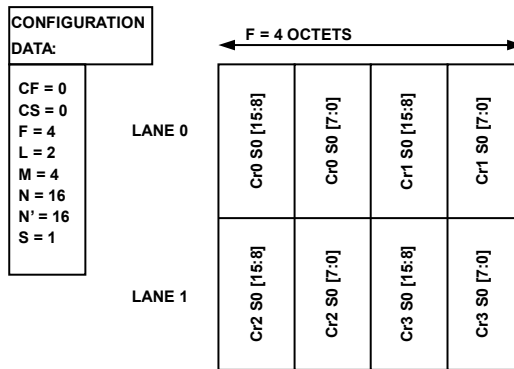 CONFIGURATION
DATA:
CF = 0
CS = 0
F = 4
L = 2
M = 4
N = 16
N' = 16
S = 1
F = 4 OCTETS
LANE 0
Cr0 S0 [15:8]
Cr0 S0 [7:0]
Cr1 S0 [15:8]
Cr1 S0 [7:0]
LANE 1
Cr2 S0 [15:8]
Cr2 S0 [7:0]
Cr3 S0 [15:8]
Cr3 S0 [7:0]